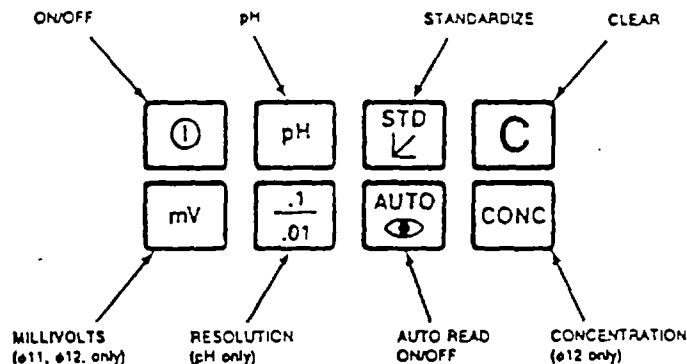 ON/OFF
pH
STANDARDIZE
CLEAR
pH
STD
C
mV
.1
.01
AUTO
CONC
MILLIVOLTS
(ø11, ø12, only)
RESOLUTION
(pH only)
AUTO READ
ON/OFF
CONCENTRATION
(ø12 only)